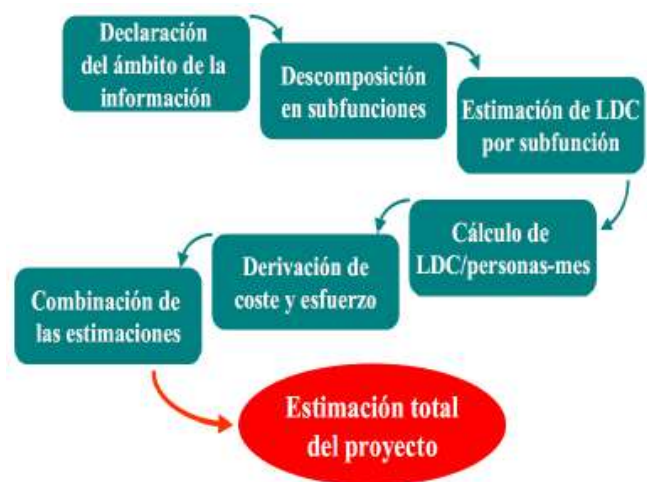 Declaración
del ámbito de la
información
Descomposición
en subfunciones
Estimación de LDC
por subfunción
Cálculo de
LDC/personas-mes
Derivación de
coste y esfuerzo
Combinación de
las estimaciones
Estimación total
del proyecto